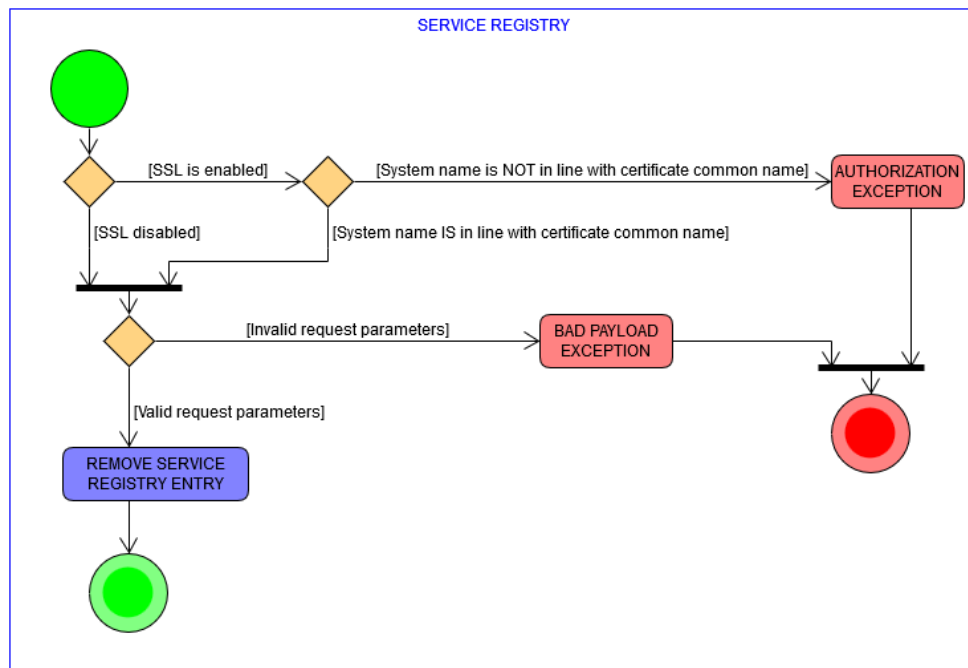 SERVICE REGISTRY
[SSL is enabled]
[System name is NOT in line with certificate common name]
AUTHORIZATION
EXCEPTION
[SSL disabled]
[System name IS in line with certificate common name]
[Invalid request parameters]
BAD PAYLOAD
EXCEPTION
[Valid request parameters]
REMOVE SERVICE
REGISTRY ENTRY